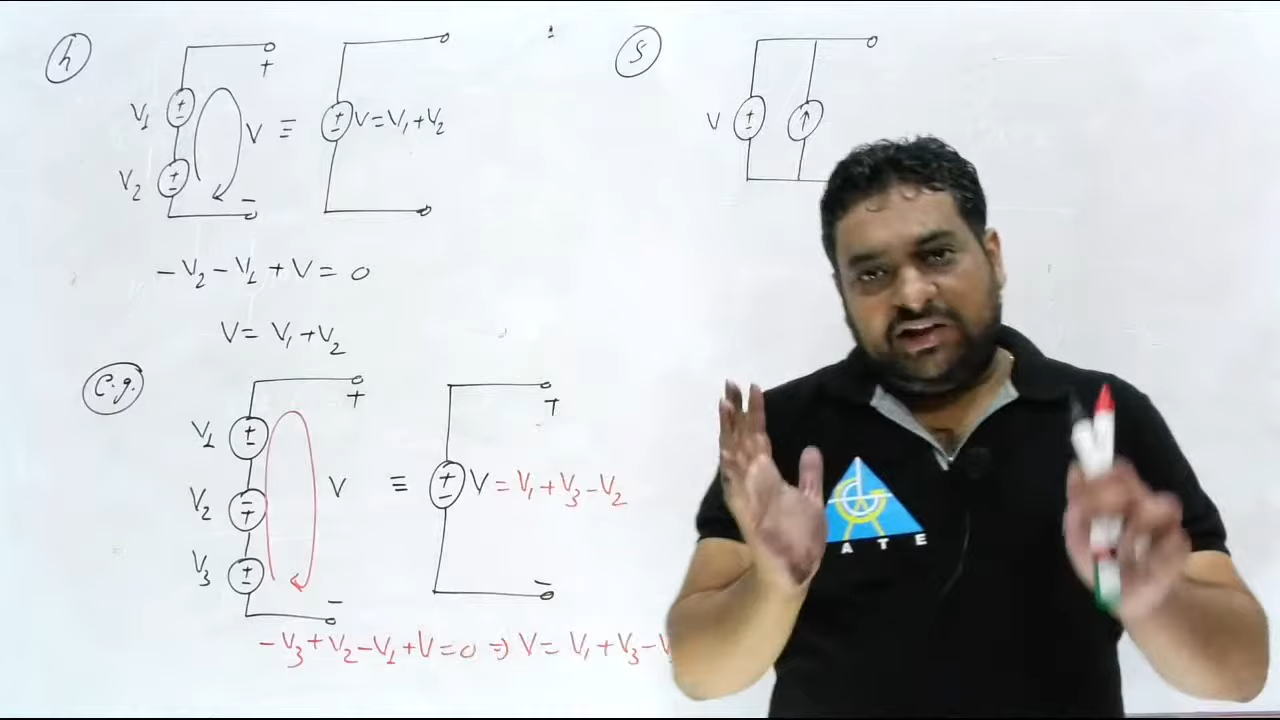 4
V₁
V₂
+
V
−
≡
V=V₁+V₂
−V₂−V₁+V=0
V=V₁+V₂
e.g.
V₁
V₂
V₃
+
V
−
≡
+
V=V₁+V₃−V₂
−
−V₃+V₂−V₁+V=0 ⇒ V=V₁+V₃−V
5
V
ATE